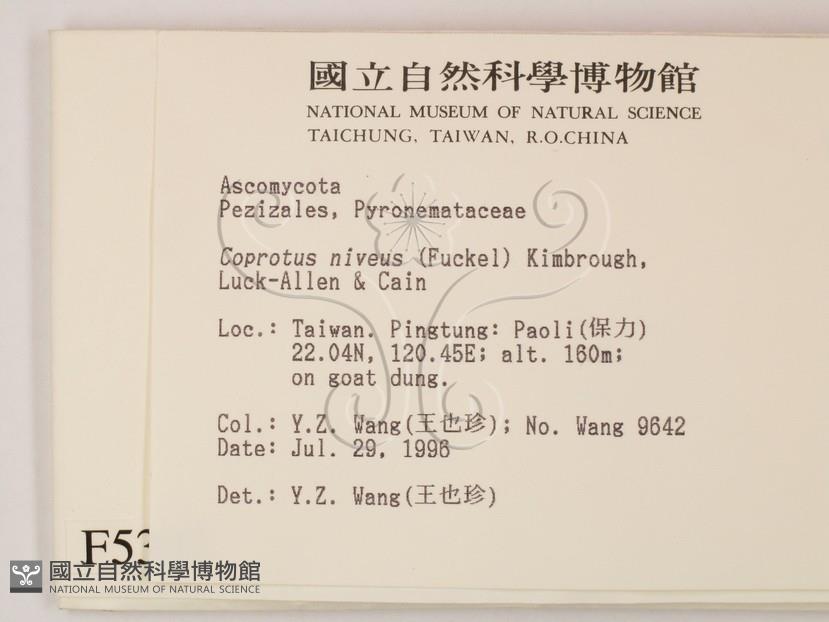 國立自然科學博物館
NATIONAL MUSEUM OF NATURAL SCIENCE
TAICHUNG, TAIWAN, R.O.CHINA
Ascomycota
Pezizales, Pyronemataceae
Coprotus niveus (Fuckel) Kimbrough,
Luck-Allen & Cain
Loc.: Taiwan. Pingtung: Paoli(保力)
22.04N, 120.45E; alt. 160m;
on goat dung.
Col.: Y.Z. Wang(王也珍); No. Wang 9642
Date: Jul. 29, 1996
Det.: Y.Z. Wang(王也珍)
F53
國立自然科學博物館
NATIONAL MUSEUM OF NATURAL SCIENCE